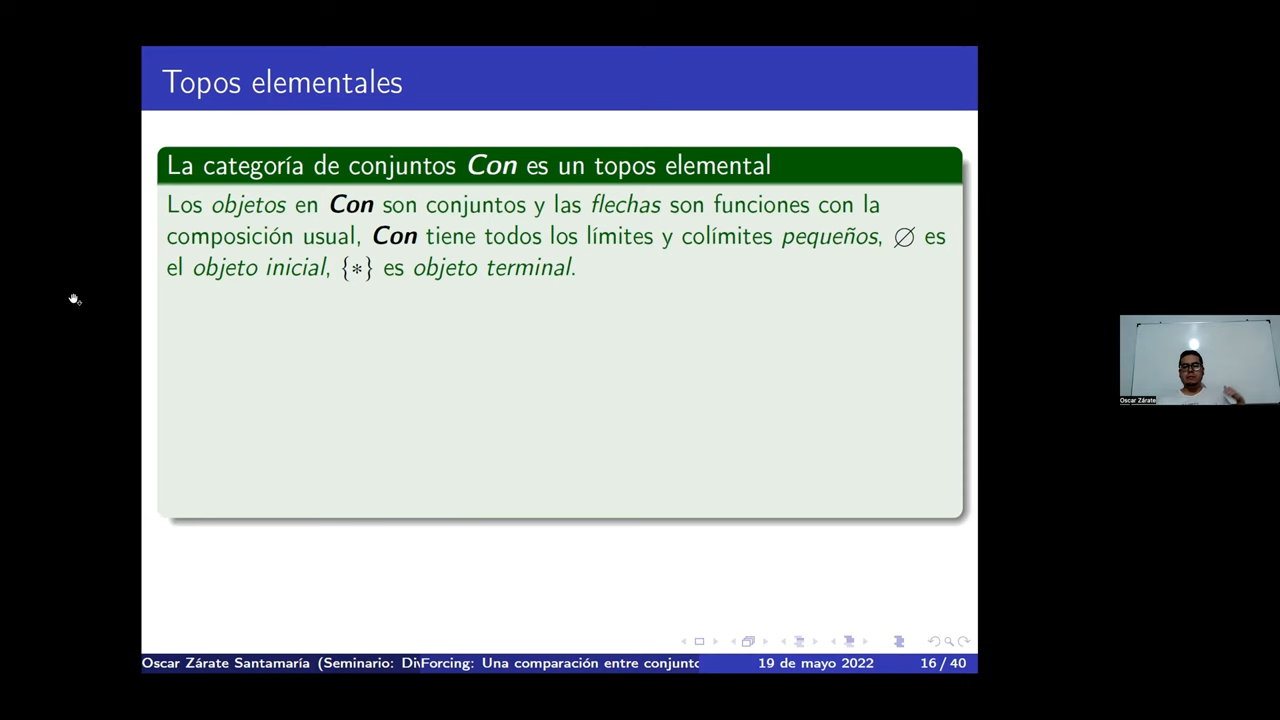 Topos elementales
La categoría de conjuntos Con es un topos elemental
Los objetos en Con son conjuntos y las flechas son funciones con la
composición usual, Con tiene todos los límites y colímites pequeños, ∅ es
el objeto inicial, {*} es objeto terminal.
Oscar Zárate
Oscar Zárate Santamaría (Seminario: Di Forcing: Una comparación entre conjunto 19 de mayo 2022 16 / 40